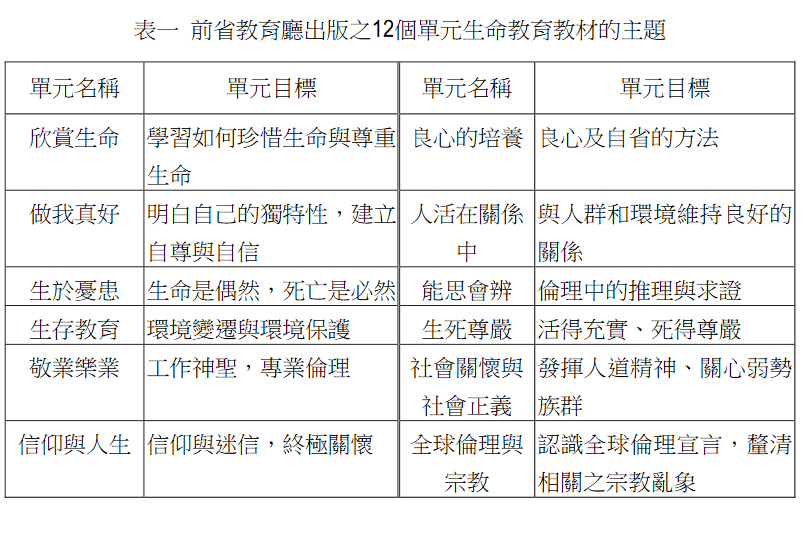 表一 前省教育廳出版之12個單元生命教育教材的主題
單元名稱 單元目標 單元名稱 單元目標
欣賞生命 學習如何珍惜生命與尊重 良心的培養 良心及自省的方法
生命
做我真好 明白自己的獨特性，建立 人活在關係 與人群和環境維持良好的
自尊與自信 中 關係
生於憂患 生命是偶然，死亡是必然 能思會辨 倫理中的推理與求證
生存教育 環境變遷與環境保護 生死尊嚴 活得充實、死得尊嚴
敬業樂業 工作神聖，專業倫理 社會關懷與 發揮人道精神、關心弱勢
社會正義 族群
信仰與人生 信仰與迷信，終極關懷 全球倫理與 認識全球倫理宣言，釐清
宗教 相關之宗教亂象